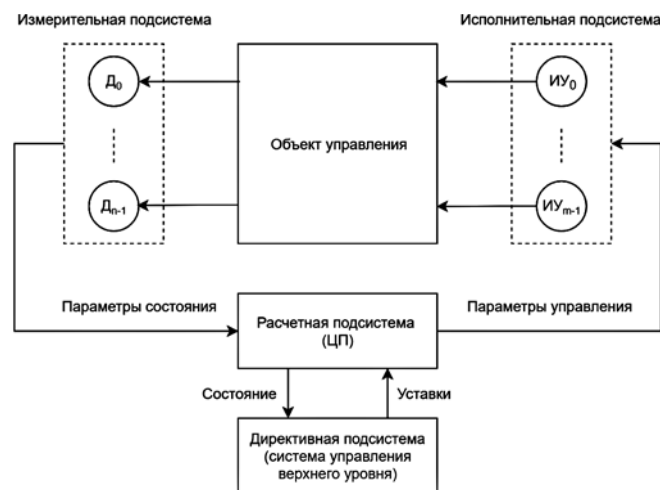 Измерительная подсистема
Исполнительная подсистема
Д0
ИУ0
Объект управления
Дn-1
ИУm-1
Параметры состояния
Параметры управления
Расчетная подсистема
(ЦП)
Состояние
Уставки
Директивная подсистема
(система управления
верхнего уровня)